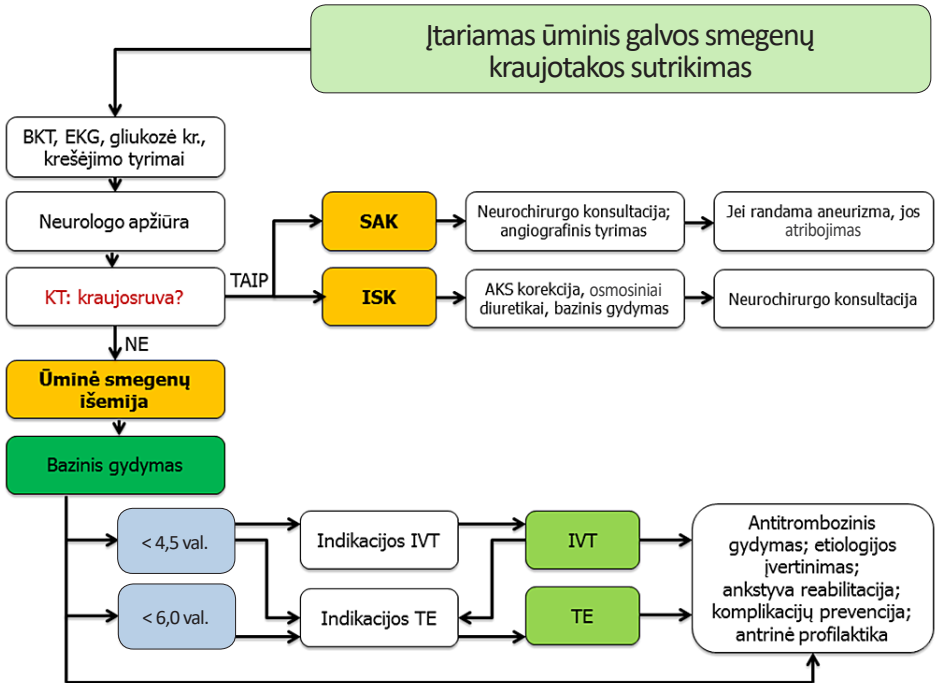 Įtariamas ūminis galvos smegenų
kraujotakos sutrikimas
BKT, EKG, gliukozė kr.,
krešėjimo tyrimai
Neurologo apžiūra
KT: kraujosruva?
TAIP
SAK
Neurochirurgo konsultacija;
angiografinis tyrimas
Jei randama aneurizma, jos
atribojimas
ISK
AKS korekcija, osmosiniai
diuretikai, bazinis gydymas
Neurochirurgo konsultacija
NE
Ūminė smegenų
išemija
Bazinis gydymas
< 4,5 val.
Indikacijos IVT
IVT
< 6,0 val.
Indikacijos TE
TE
Antitrombozinis
gydymas; etiologijos
įvertinimas;
ankstyva reabilitacija;
komplikacijų prevencija;
antrinė profilaktika